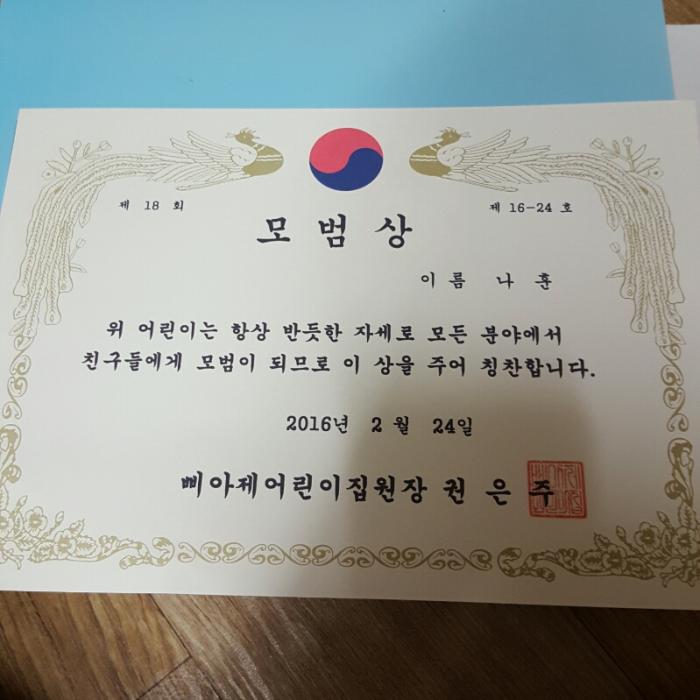 제 18 회
제 16-24 호
모 범 상
이 름 나 훈
위 어린이는 항상 반듯한 자세로 모든 분야에서
친구들에게 모범이 되므로 이 상을 주어 칭찬합니다.
2016년 2 월 24일
삐아제어린이집원장 권 은 주